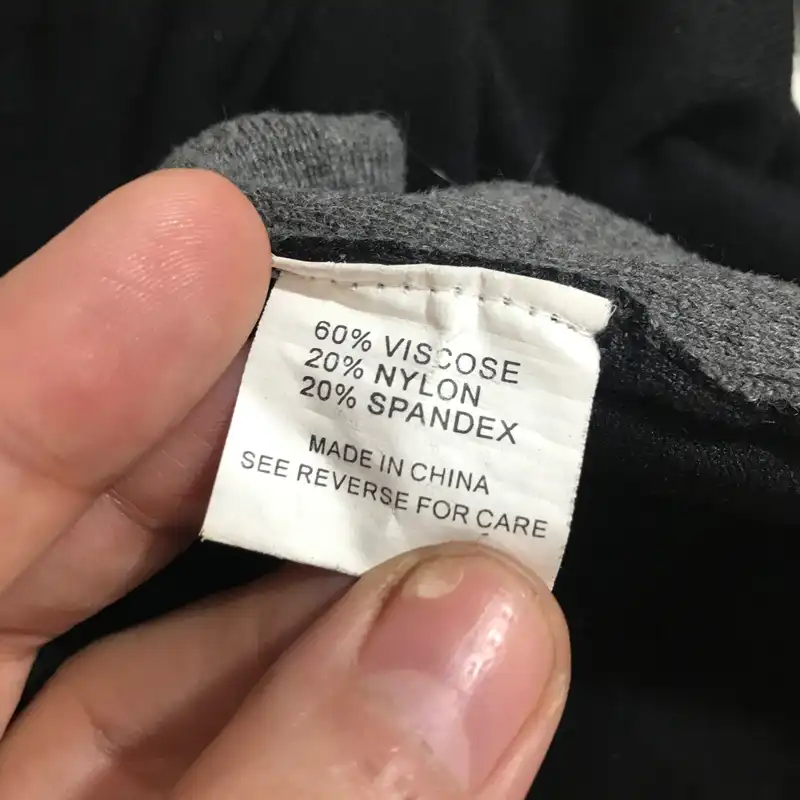 60% VISCOSE
20% NYLON
20% SPANDEX
MADE IN CHINA
SEE REVERSE FOR CARE